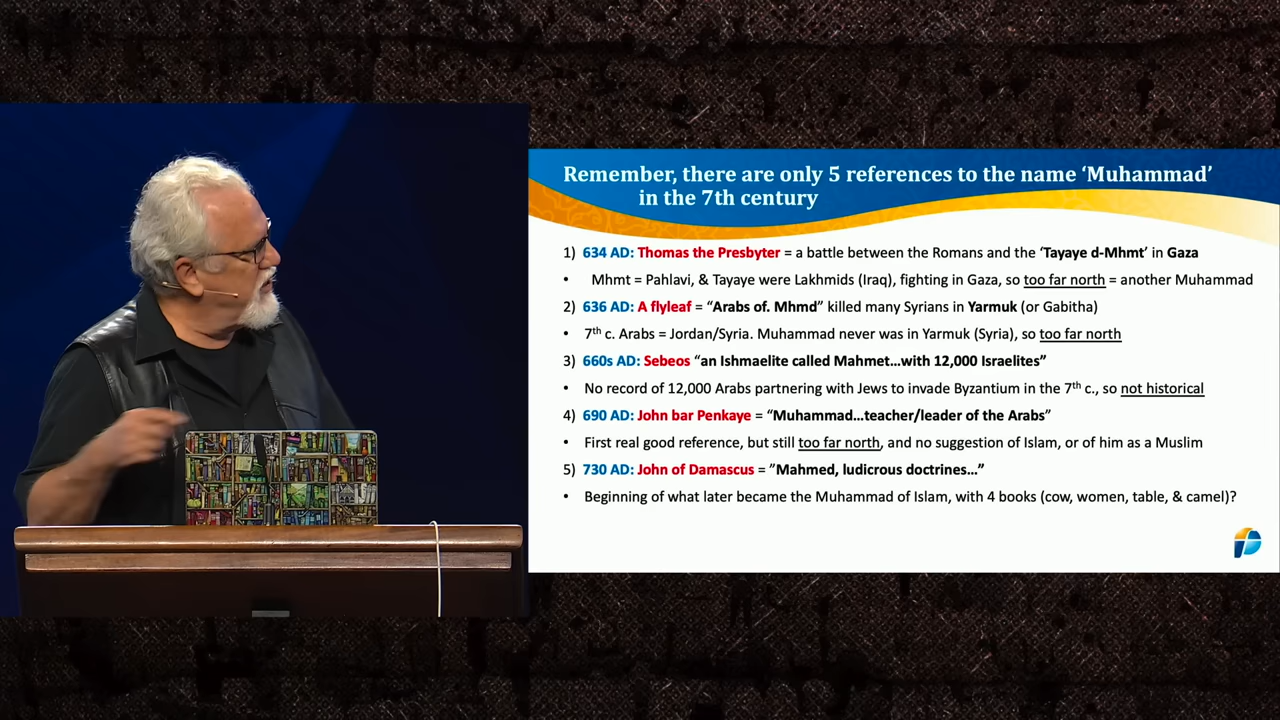 Remember, there are only 5 references to the name ‘Muhammad’
in the 7th century
1) 634 AD: Thomas the Presbyter = a battle between the Romans and the ‘Tayaye d-Mhmt’ in Gaza
• Mhmt = Pahlavi, & Tayaye were Lakhmids (Iraq), fighting in Gaza, so too far north = another Muhammad
2) 636 AD: A flyleaf = “Arabs of. Mhmd” killed many Syrians in Yarmuk (or Gabitha)
• 7th c. Arabs = Jordan/Syria. Muhammad never was in Yarmuk (Syria), so too far north
3) 660s AD: Sebeos “an Ishmaelite called Mahmet…with 12,000 Israelites”
• No record of 12,000 Arabs partnering with Jews to invade Byzantium in the 7th c., so not historical
4) 690 AD: John bar Penkaye = “Muhammad…teacher/leader of the Arabs”
• First real good reference, but still too far north, and no suggestion of Islam, or of him as a Muslim
5) 730 AD: John of Damascus = ”Mahmed, ludicrous doctrines…”
• Beginning of what later became the Muhammad of Islam, with 4 books (cow, women, table, & camel)?